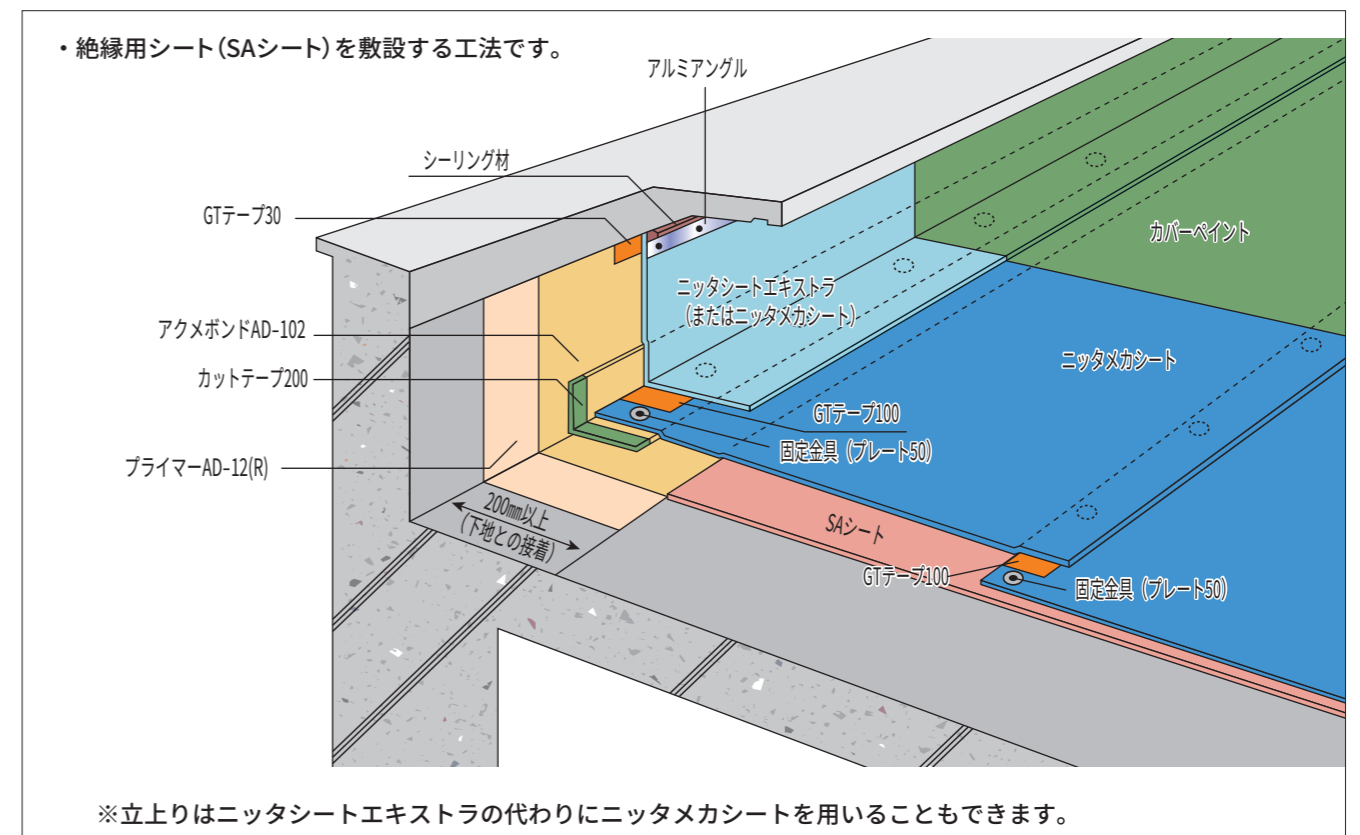 ・絶縁用シート(SAシート)を敷設する工法です。
アルミアングル
シーリング材
GTテープ30
カバーペイント
ニッタシートエキストラ
(またはニッタメカシート)
アクメボンドAD-102
ニッタメカシート
カットテープ200
GTテープ100
固定金具(プレート50)
プライマーAD-12(R)
200㎜以上
(下地との接着)
SAシート
GTテープ100
固定金具(プレート50)
※立上りはニッタシートエキストラの代わりにニッタメカシートを用いることもできます。